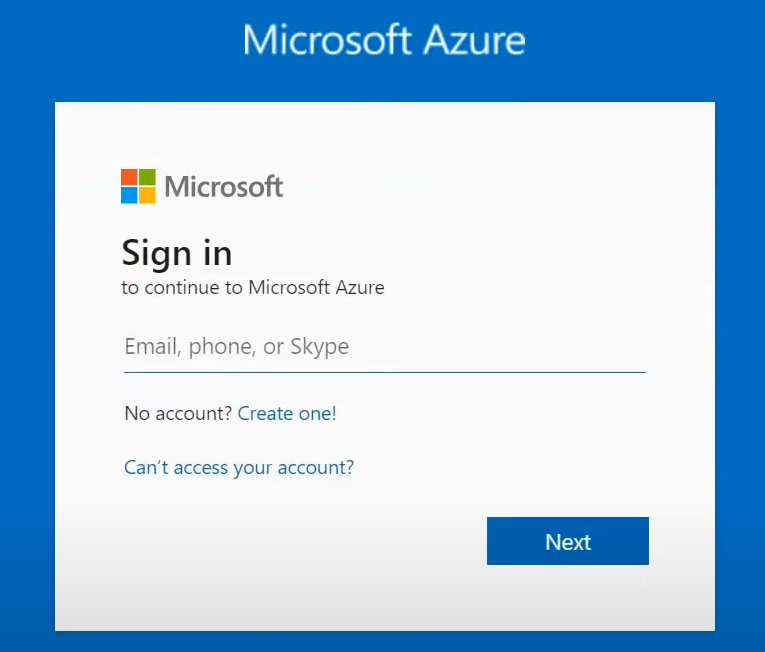 Microsoft Azure
Microsoft
Sign in
to continue to Microsoft Azure
Email, phone, or Skype
No account? Create one!
Can't access your account?
Next